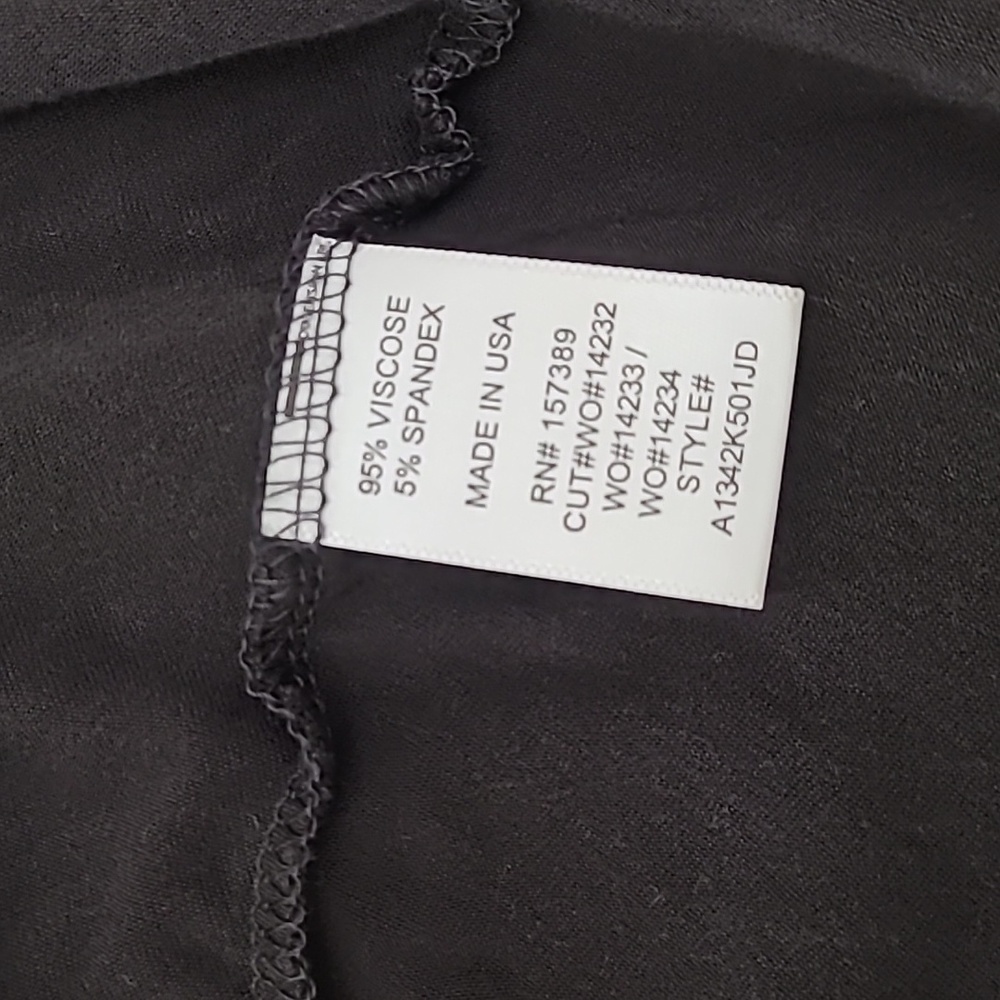 95% VISCOSE
5% SPANDEX
MADE IN USA
RN# 157389
CUT#WO#14232
WO#14233 /
WO#14234
STYLE#
A1342K501JD